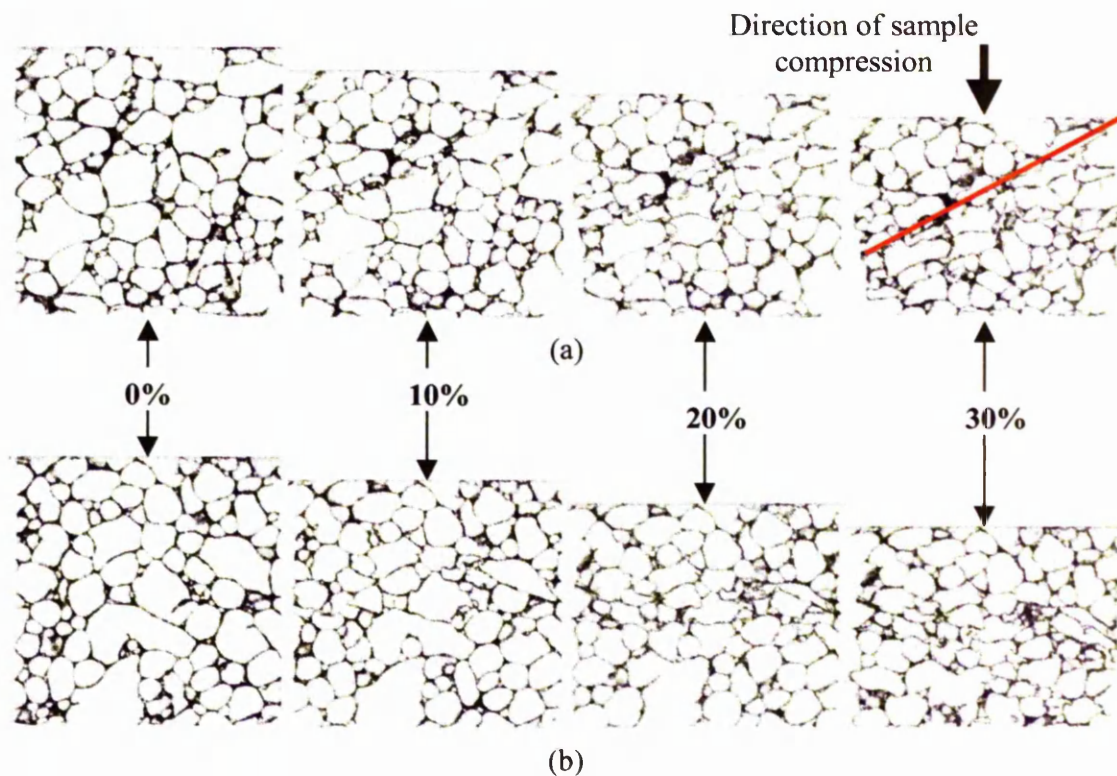 Direction of sample
compression
(a)
0%
10%
20%
30%
(b)